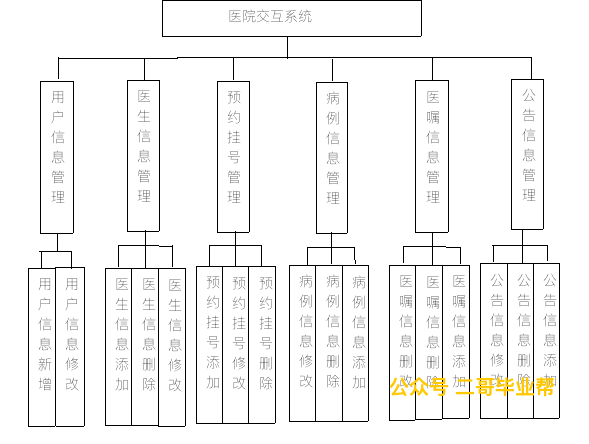 医院交互系统
用户信息管理
医生信息管理
预约挂号管理
病例信息管理
医嘱信息管理
公告信息管理
用户信息新增
用户信息修改
医生信息添加
医生信息删除
医生信息修改
预约挂号添加
预约挂号修改
预约挂号删除
病例信息修改
病例信息删除
病例信息添加
医嘱信息删改
医嘱信息删除
医嘱信息添加
公告信息修改
公告信息删除
公告信息添加
公众号 二哥毕业帮